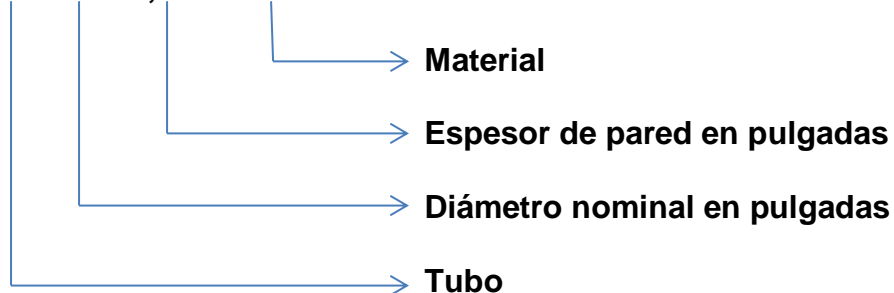 Material
Espesor de pared en pulgadas
Diámetro nominal en pulgadas
Tubo